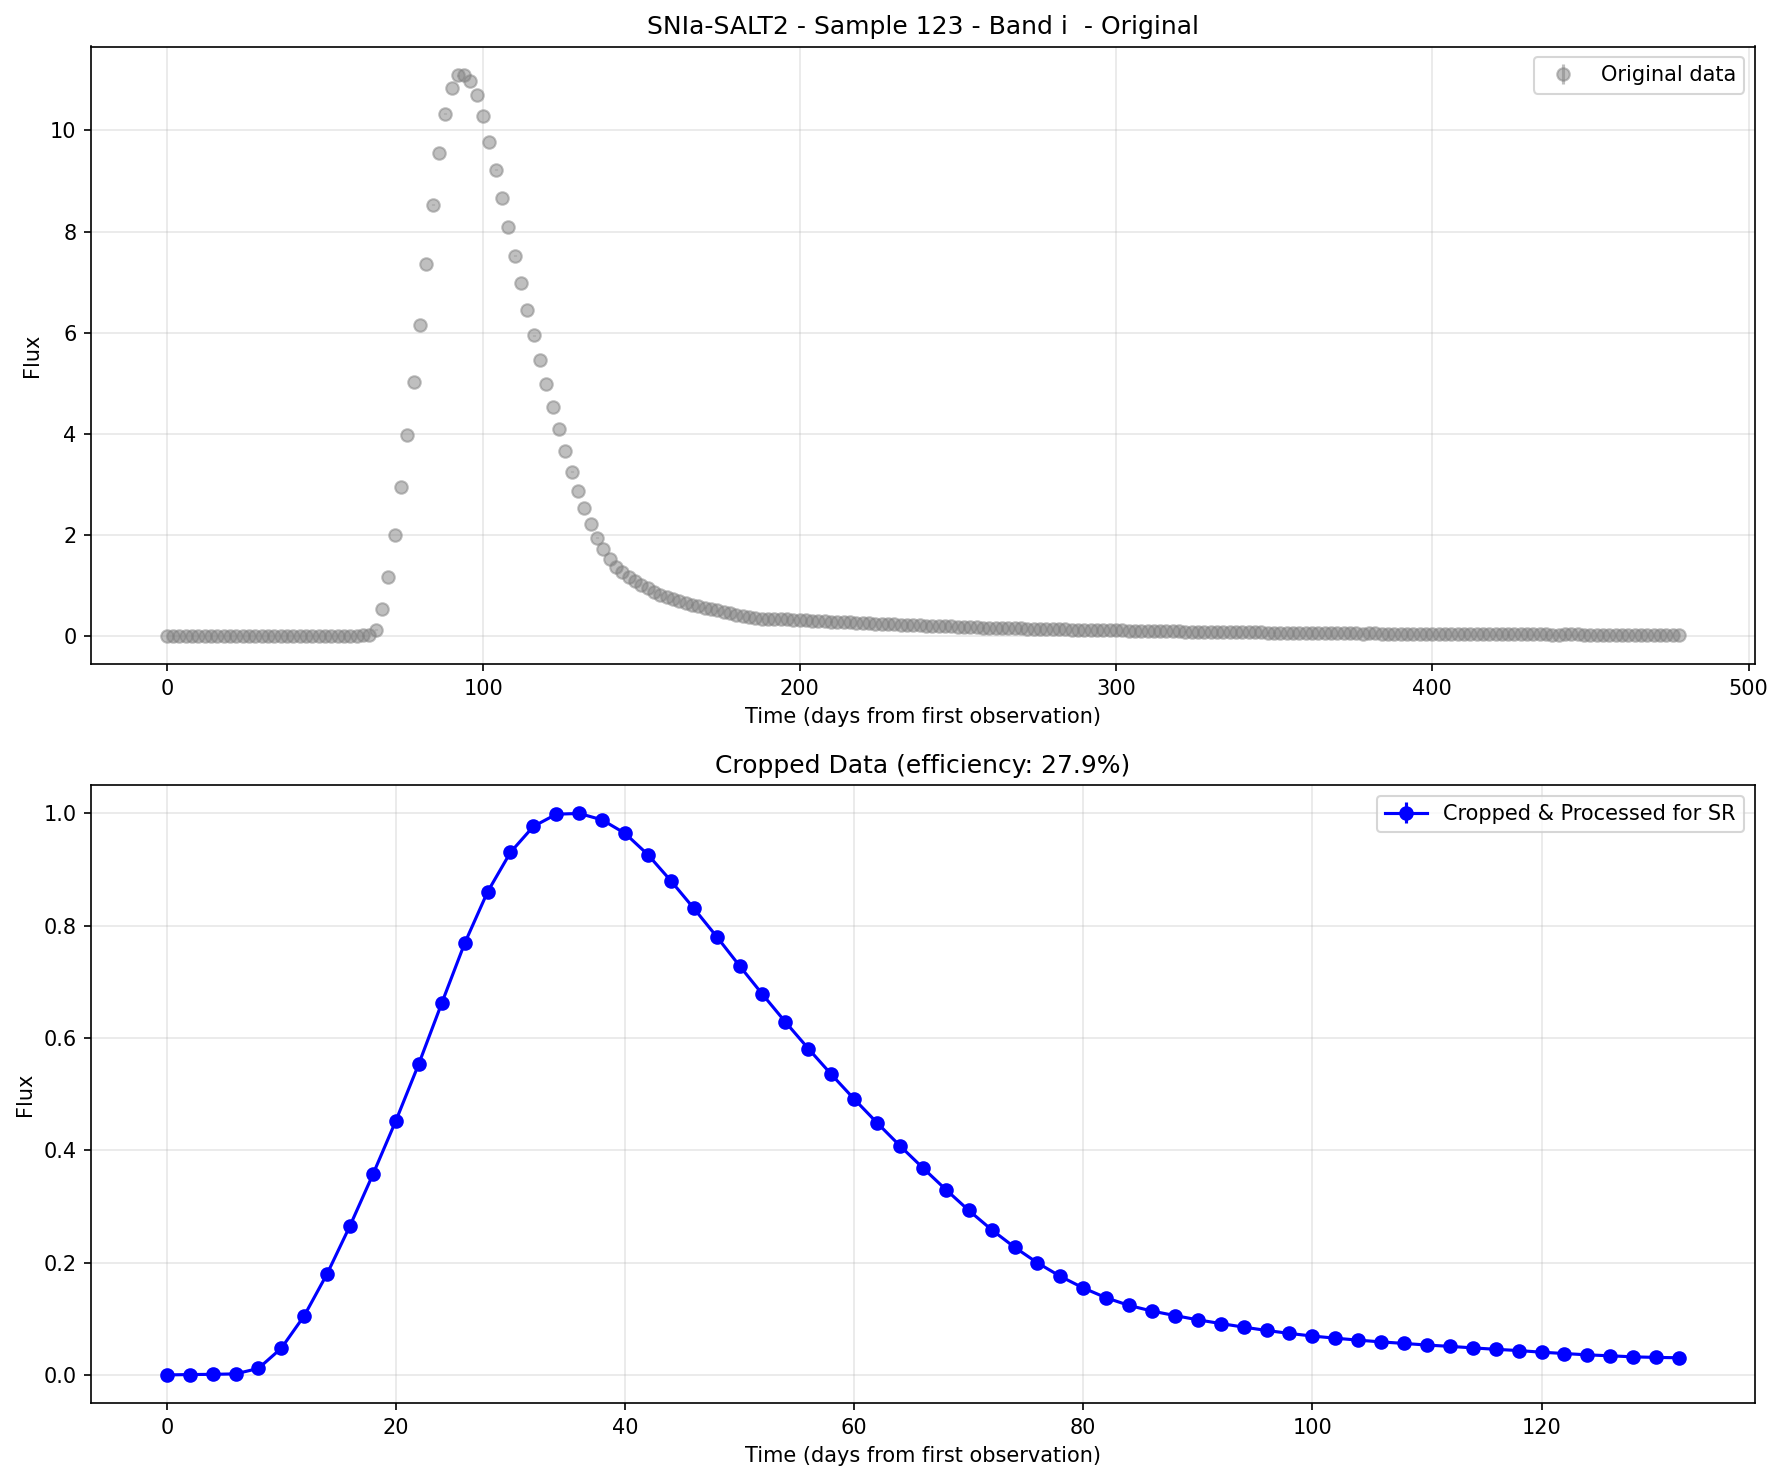 SNIa-SALT2 - Sample 123 - Band i  - Original
Original data
10
8
6
4
2
0
Flux
0 100 200 300 400 500
Time (days from first observation)
Cropped Data (efficiency: 27.9%)
Cropped & Processed for SR
1.0
0.8
0.6
0.4
0.2
0.0
Flux
0 20 40 60 80 100 120
Time (days from first observation)